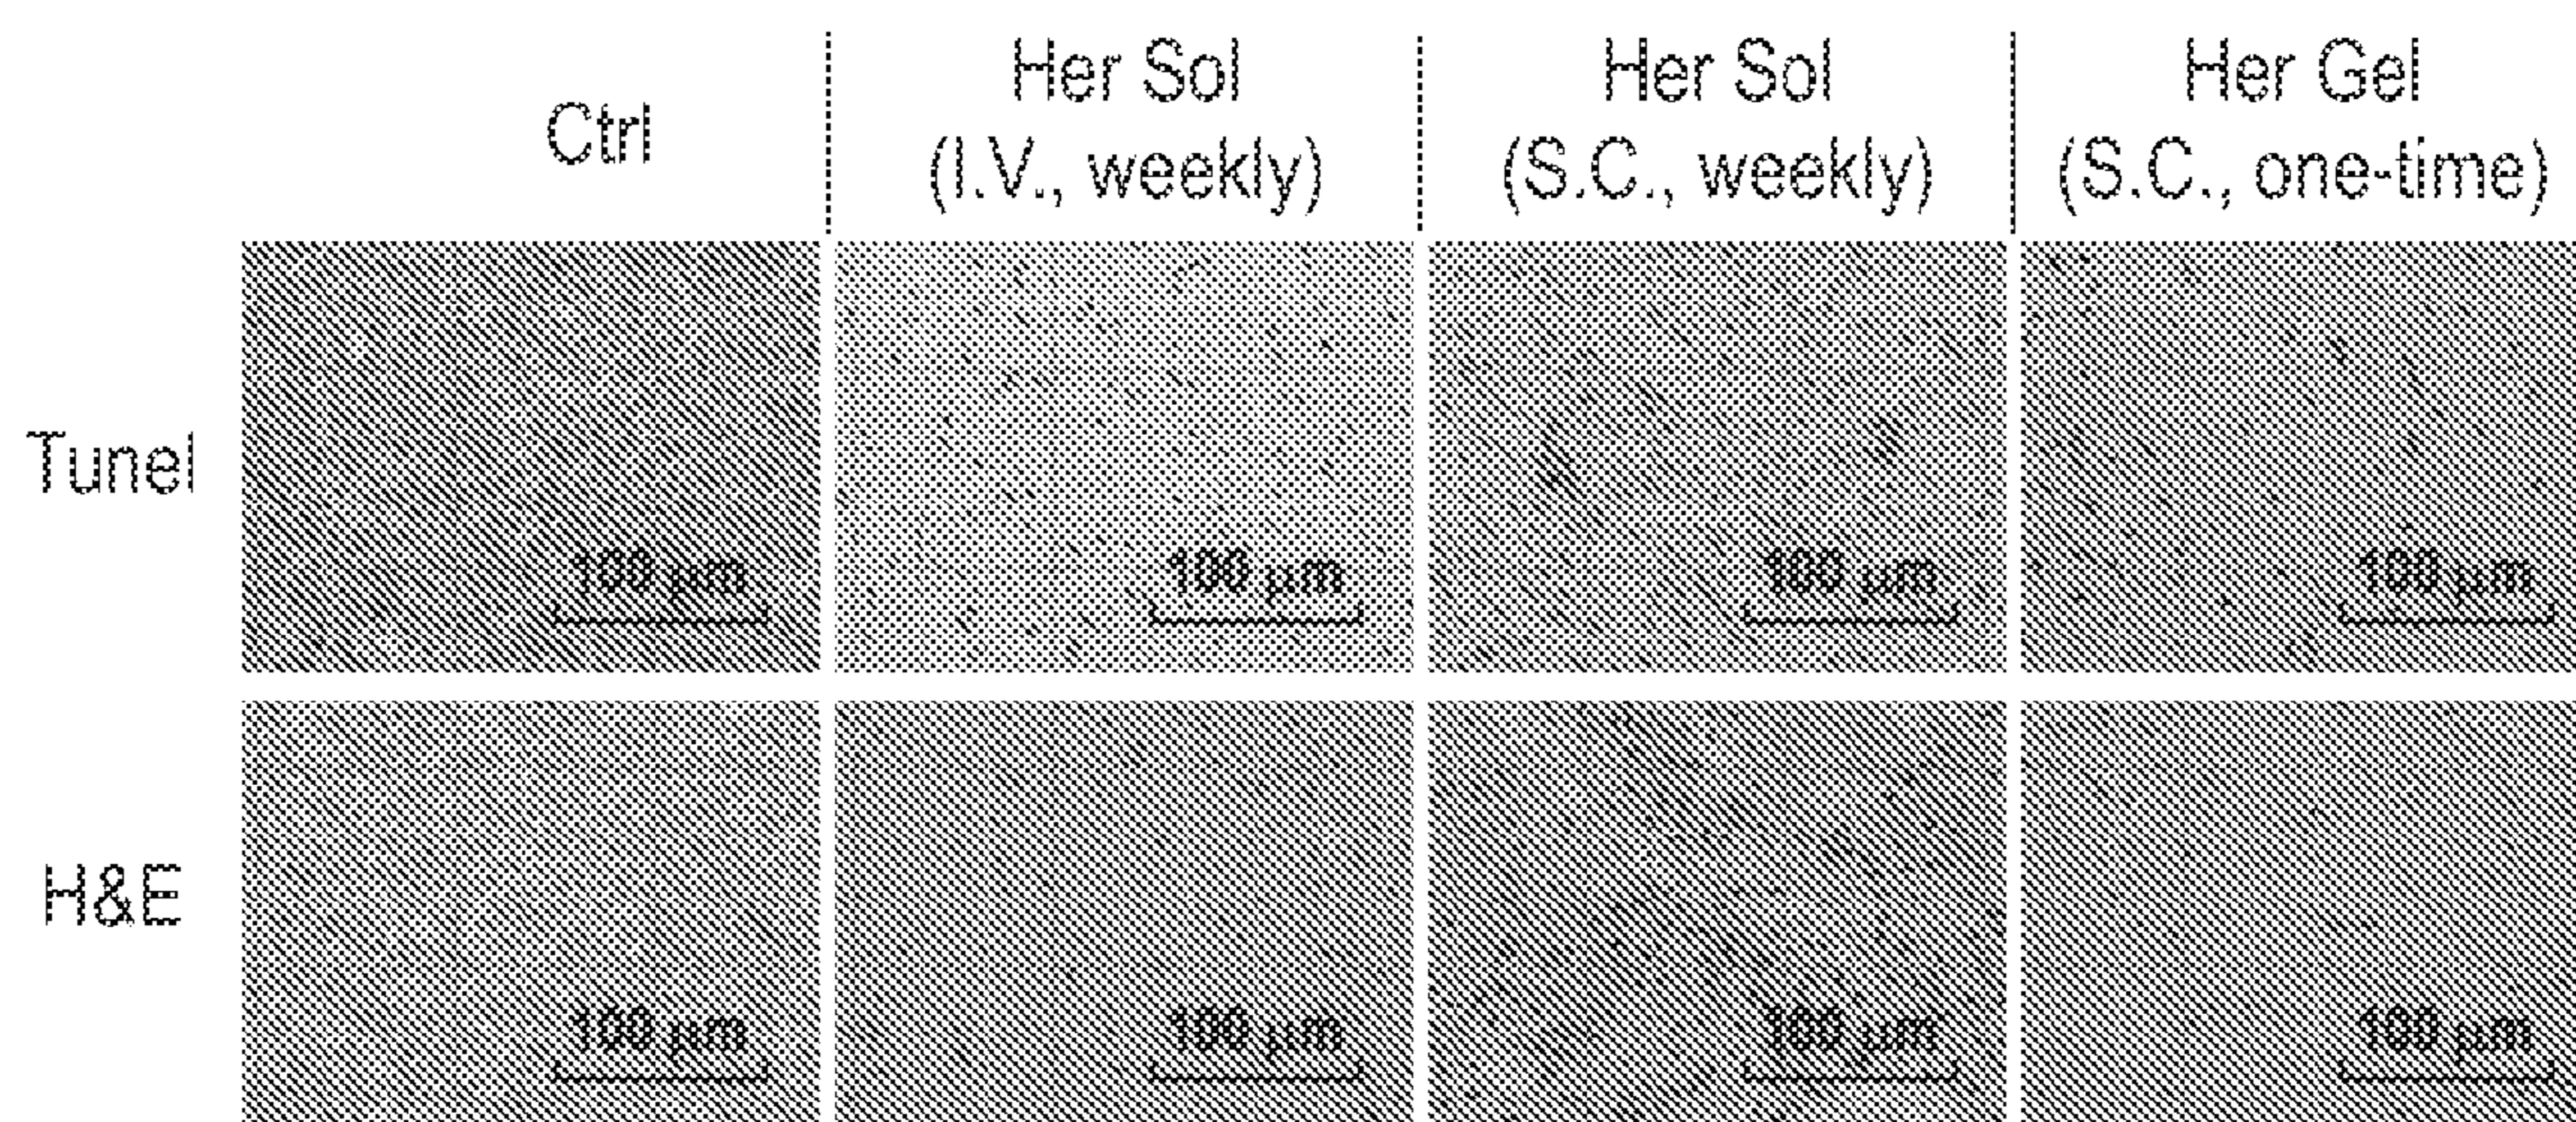 Ctrl
Her Sol
(I.V., weekly)
Her Sol
(S.C., weekly)
Her Gel
(S.C., one-time)
Tunel
100 µm
100 µm
100 µm
100 µm
H&E
100 µm
100 µm
100 µm
100 µm